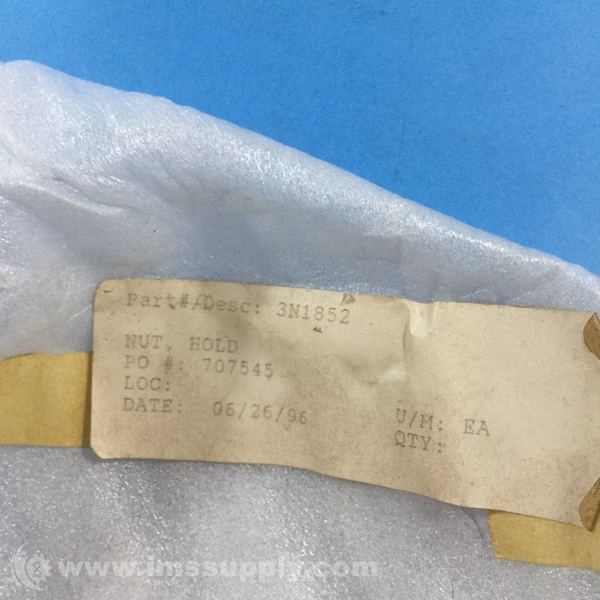 Part#/Desc: 3N1852
NUT, HOLD
PO #: 707545
LOC:
DATE: 06/26/96
U/M: EA
QTY:
www.imssupply.com